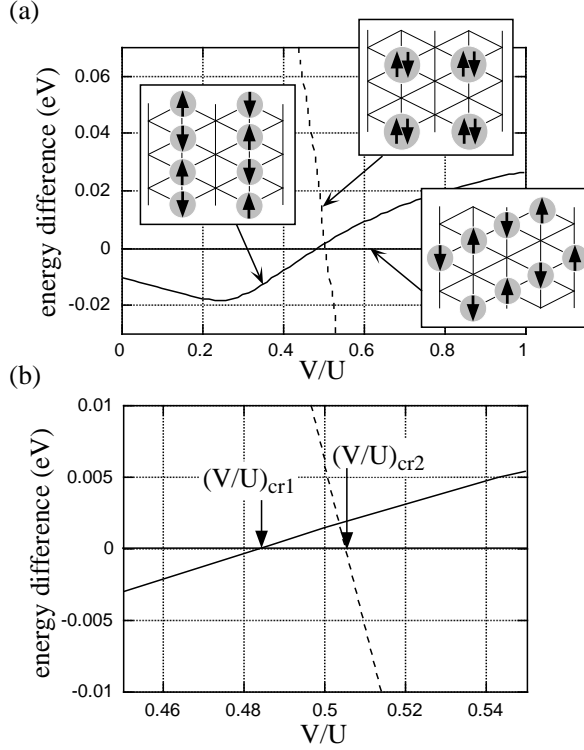 (a)
energy difference (eV)
0.06
0.04
0.02
0
-0.02
0
0.2
0.4
0.6
0.8
1
V/U
(b)
energy difference (eV)
0.01
0.005
0
-0.005
-0.01
(V/U)cr1
(V/U)cr2
0.46
0.48
0.5
0.52
0.54
V/U